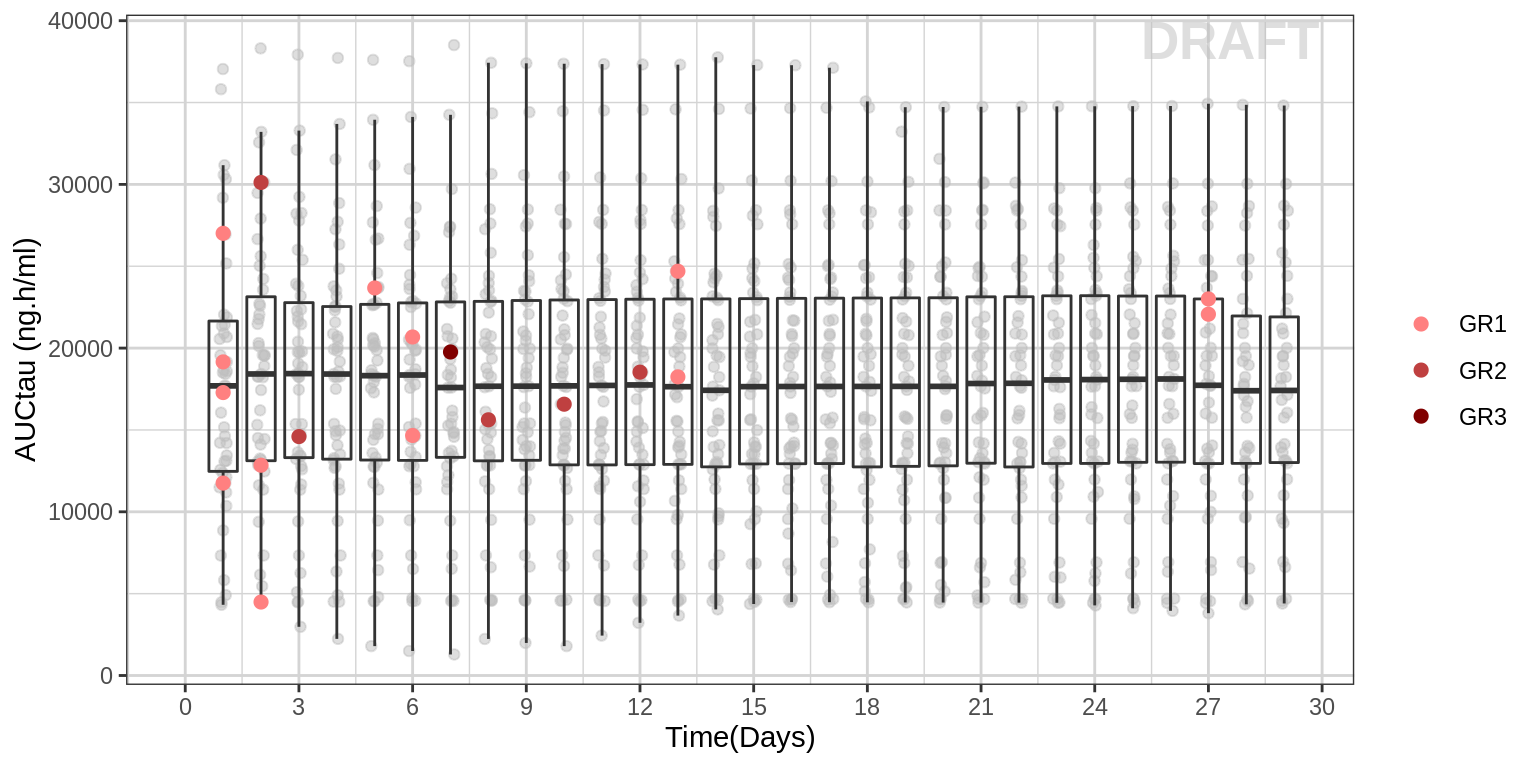 DRAFT
AUCtau (ng.h/ml)
40000
30000
20000
10000
0
0 3 6 9 12 15 18 21 24 27 30
Time(Days)
GR1
GR2
GR3